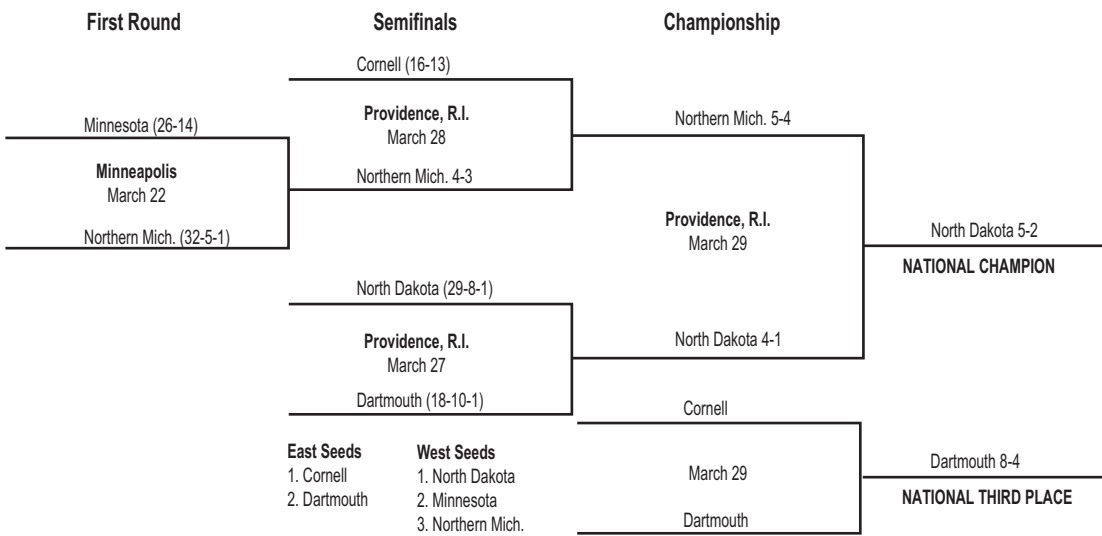 First Round
Semifinals
Championship
Cornell (16-13)
Minnesota (26-14)
Providence, R.I.
March 28
Northern Mich. 5-4
Minneapolis
March 22
Northern Mich. 4-3
Northern Mich. (32-5-1)
Providence, R.I.
March 29
North Dakota 5-2
NATIONAL CHAMPION
North Dakota (29-8-1)
Providence, R.I.
March 27
North Dakota 4-1
Dartmouth (18-10-1)
Cornell
East Seeds
1. Cornell
2. Dartmouth
West Seeds
1. North Dakota
2. Minnesota
3. Northern Mich.
March 29
Dartmouth 8-4
NATIONAL THIRD PLACE
Dartmouth